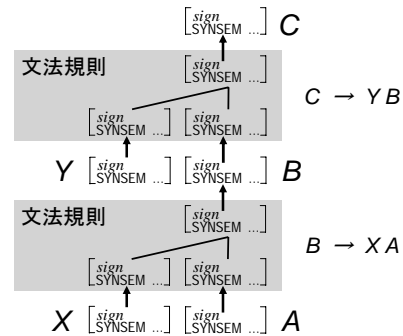 [sign SYNSEM ...] C
文法規則
[sign SYNSEM ...]
C → Y B
[sign SYNSEM ...] [sign SYNSEM ...]
Y [sign SYNSEM ...] [sign SYNSEM ...] B
文法規則
[sign SYNSEM ...]
B → X A
[sign SYNSEM ...] [sign SYNSEM ...]
X [sign SYNSEM ...] [sign SYNSEM ...] A